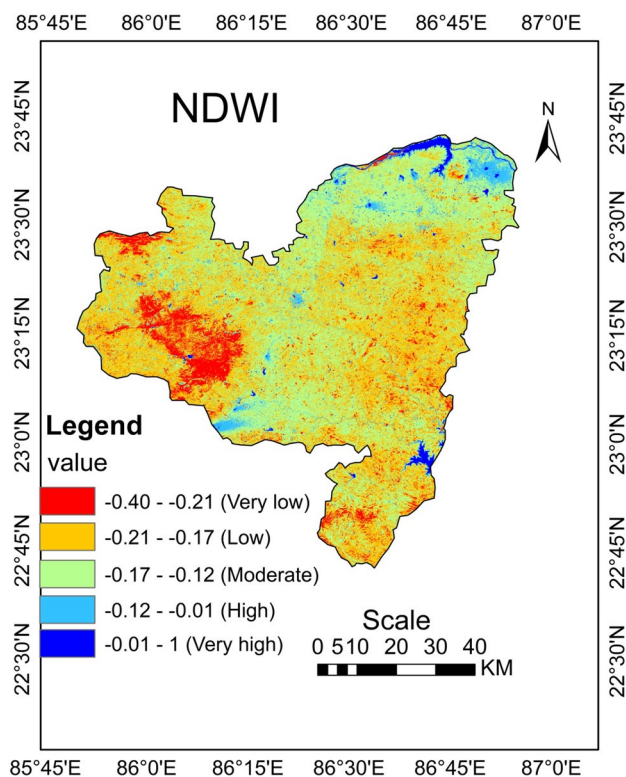 85°45'E 86°0'E 86°15'E 86°30'E 86°45'E 87°0'E
NDWI
N
23°45'N 23°45'N
23°30'N 23°30'N
23°15'N 23°15'N
23°0'N 23°0'N
22°45'N 22°45'N
22°30'N 22°30'N
Legend
value
-0.40 - -0.21 (Very low)
-0.21 - -0.17 (Low)
-0.17 - -0.12 (Moderate)
-0.12 - -0.01 (High)
-0.01 - 1 (Very high)
Scale
0 5 10 20 30 40
KM
85°45'E 86°0'E 86°15'E 86°30'E 86°45'E 87°0'E